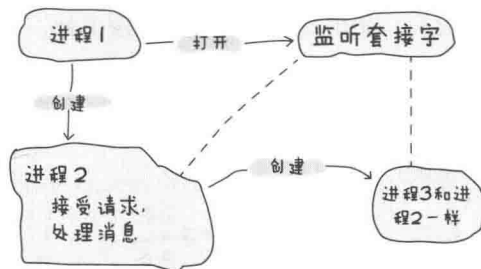 进程1
打开
监听套接字
创建
进程2
接受请求,
处理消息
创建
进程3和进
程2一样